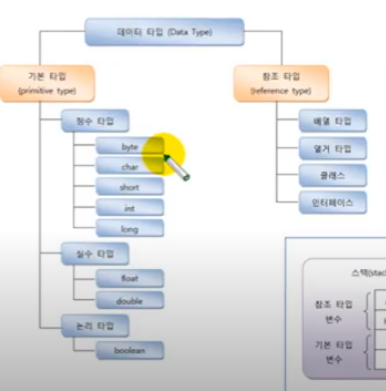 데이터 타입 (Data Type)
기본 타입
(primitive type)
참조 타입
(reference type)
정수 타입
byte
char
short
int
long
실수 타입
float
double
논리 타입
boolean
배열 타입
열거 타입
클래스
인터페이스
스택(stac
참조 타입
변수
기본 타입
변수